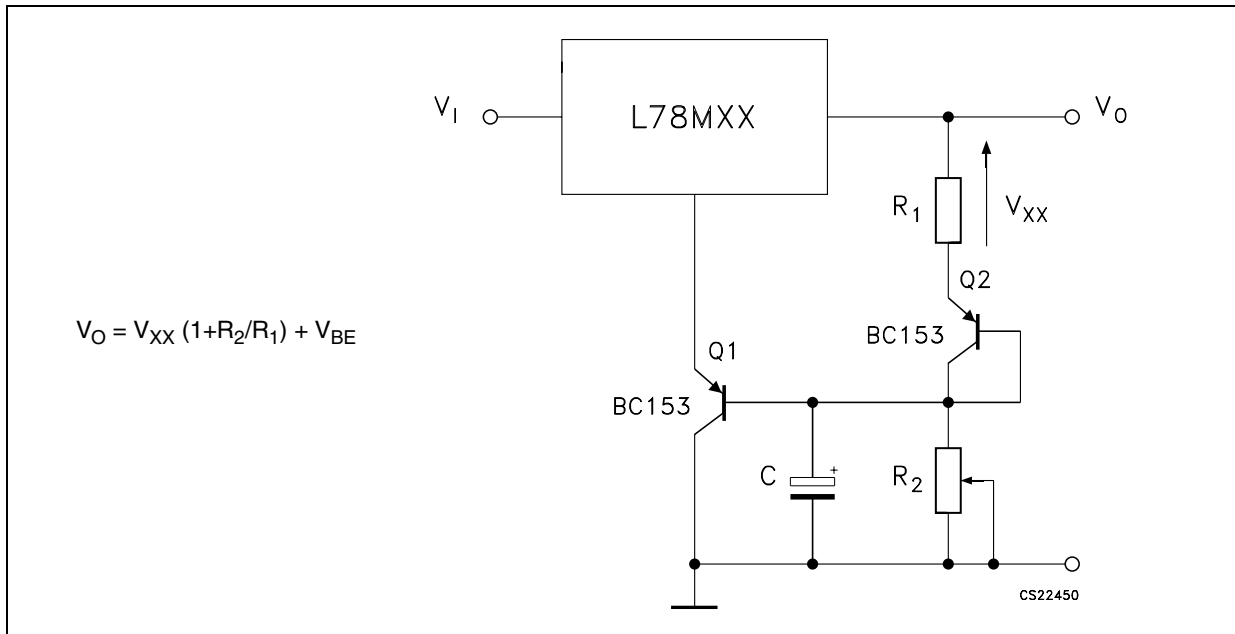 L78MXX
V_I
V_O
R_1
V_XX
Q2
BC153
V_O = V_XX (1+R_2/R_1) + V_BE
Q1
BC153
C
+
R_2
CS22450